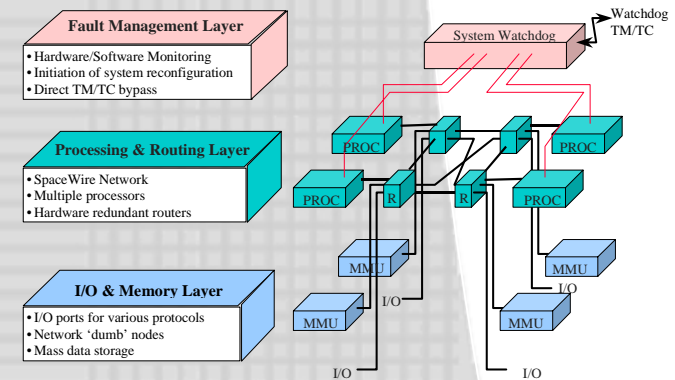 Fault Management Layer
• Hardware/Software Monitoring
• Initiation of system reconfiguration
• Direct TM/TC bypass
System Watchdog
Watchdog
TM/TC
Processing & Routing Layer
• SpaceWire Network
• Multiple processors
• Hardware redundant routers
PROC
PROC
PROC
R
R
PROC
I/O & Memory Layer
• I/O ports for various protocols
• Network ‘dumb’ nodes
• Mass data storage
MMU
MMU
I/O
I/O
MMU
MMU
I/O
I/O